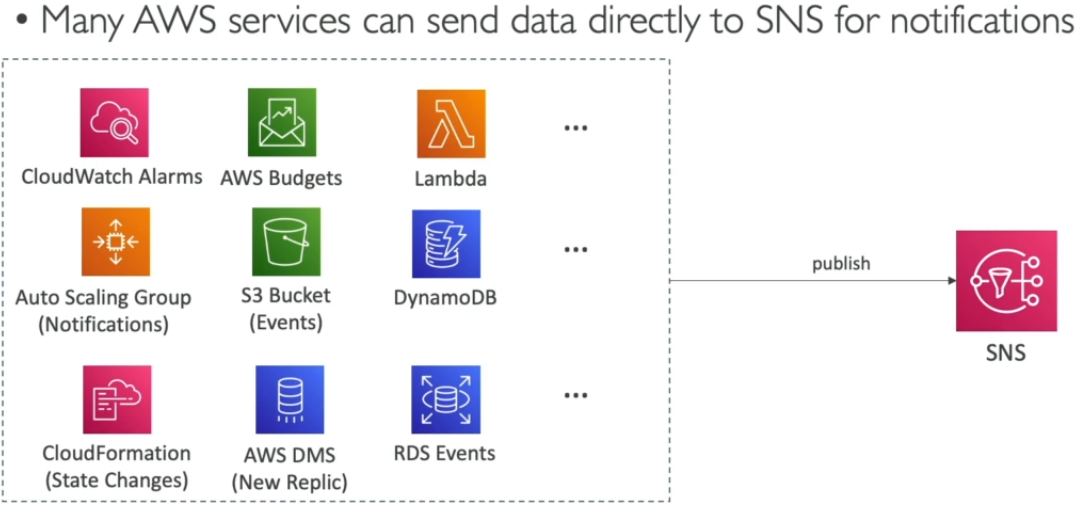 • Many AWS services can send data directly to SNS for notifications
CloudWatch Alarms
AWS Budgets
Lambda
...
Auto Scaling Group
(Notifications)
S3 Bucket
(Events)
DynamoDB
...
CloudFormation
(State Changes)
AWS DMS
(New Replic)
RDS Events
...
publish
SNS